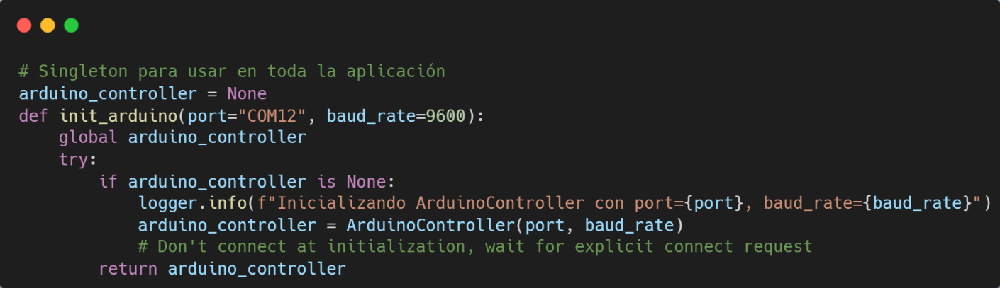 # Singleton para usar en toda la aplicación
arduino_controller = None
def init_arduino(port="COM12", baud_rate=9600):
    global arduino_controller
    try:
        if arduino_controller is None:
            logger.info(f"Inicializando ArduinoController con port={port}, baud_rate={baud_rate}")
            arduino_controller = ArduinoController(port, baud_rate)
            # Don't connect at initialization, wait for explicit connect request
        return arduino_controller